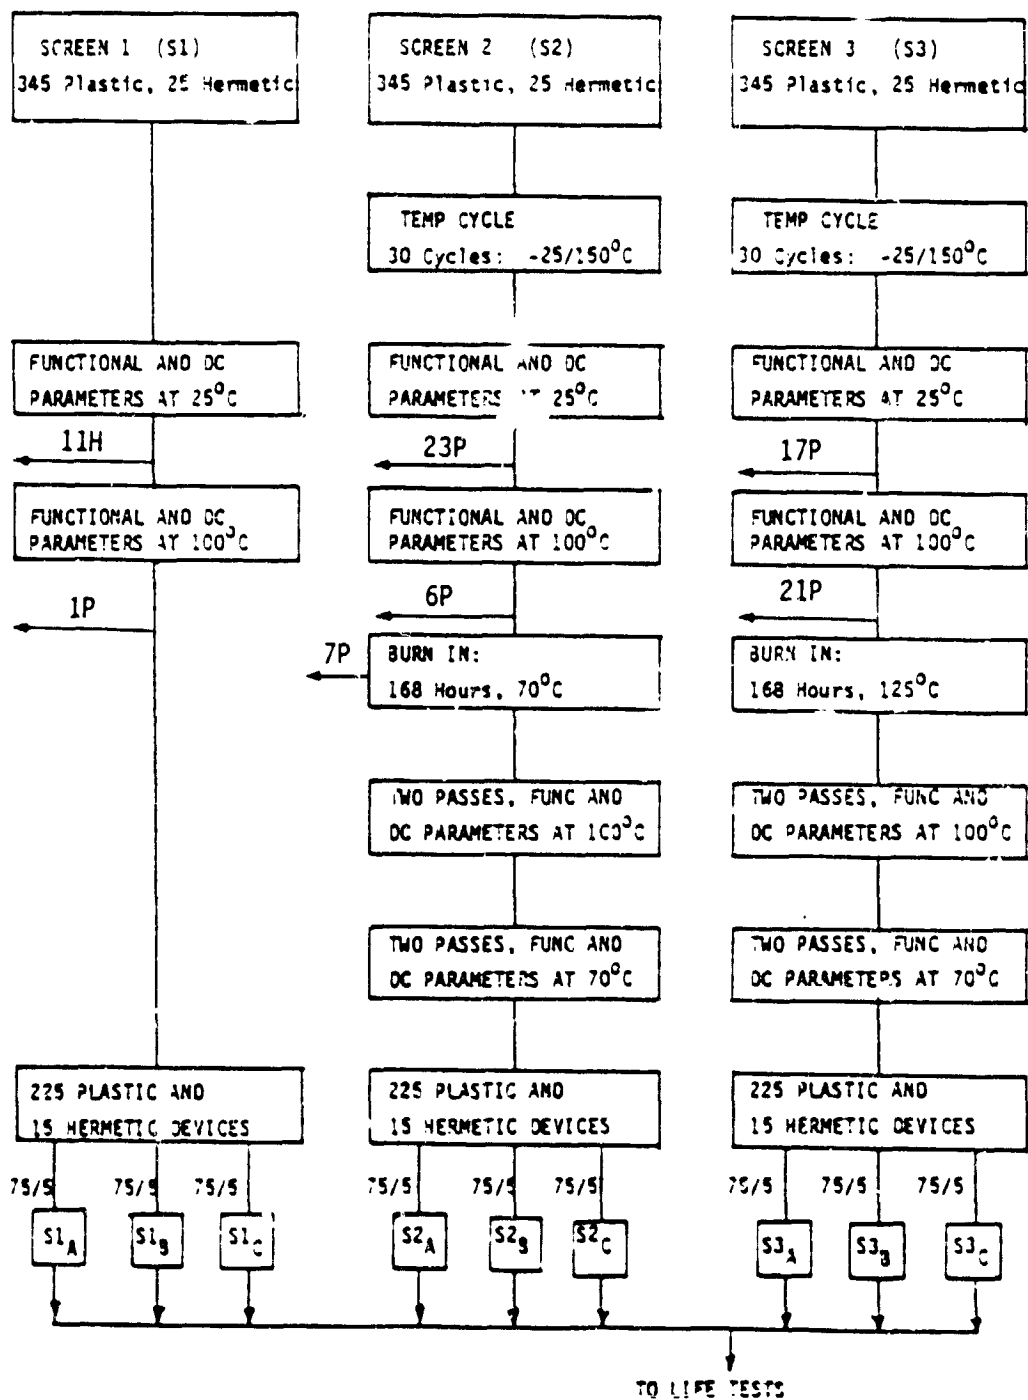 SCREEN 1 (S1)
345 Plastic, 25 Hermetic
SCREEN 2 (S2)
345 Plastic, 25 Hermetic
SCREEN 3 (S3)
345 Plastic, 25 Hermetic
TEMP CYCLE
30 Cycles: -25/150°C
TEMP CYCLE
30 Cycles: -25/150°C
FUNCTIONAL AND DC
PARAMETERS AT 25°C
FUNCTIONAL AND DC
PARAMETERS AT 25°C
FUNCTIONAL AND DC
PARAMETERS AT 25°C
11H
23P
17P
FUNCTIONAL AND DC
PARAMETERS AT 100°C
FUNCTIONAL AND DC
PARAMETERS AT 100°C
FUNCTIONAL AND DC
PARAMETERS AT 100°C
1P
6P
21P
7P
BURN IN:
168 Hours, 70°C
BURN IN:
168 Hours, 125°C
TWO PASSES, FUNC AND
DC PARAMETERS AT 100°C
TWO PASSES, FUNC AND
DC PARAMETERS AT 100°C
TWO PASSES, FUNC AND
DC PARAMETERS AT 70°C
TWO PASSES, FUNC AND
DC PARAMETERS AT 70°C
225 PLASTIC AND
15 HERMETIC DEVICES
225 PLASTIC AND
15 HERMETIC DEVICES
225 PLASTIC AND
15 HERMETIC DEVICES
75/5 75/5 75/5
75/5 75/5 75/5
75/5 75/5 75/5
S1A S1B S1C
S2A S2B S2C
S3A S3B S3C
TO LIFE TESTS